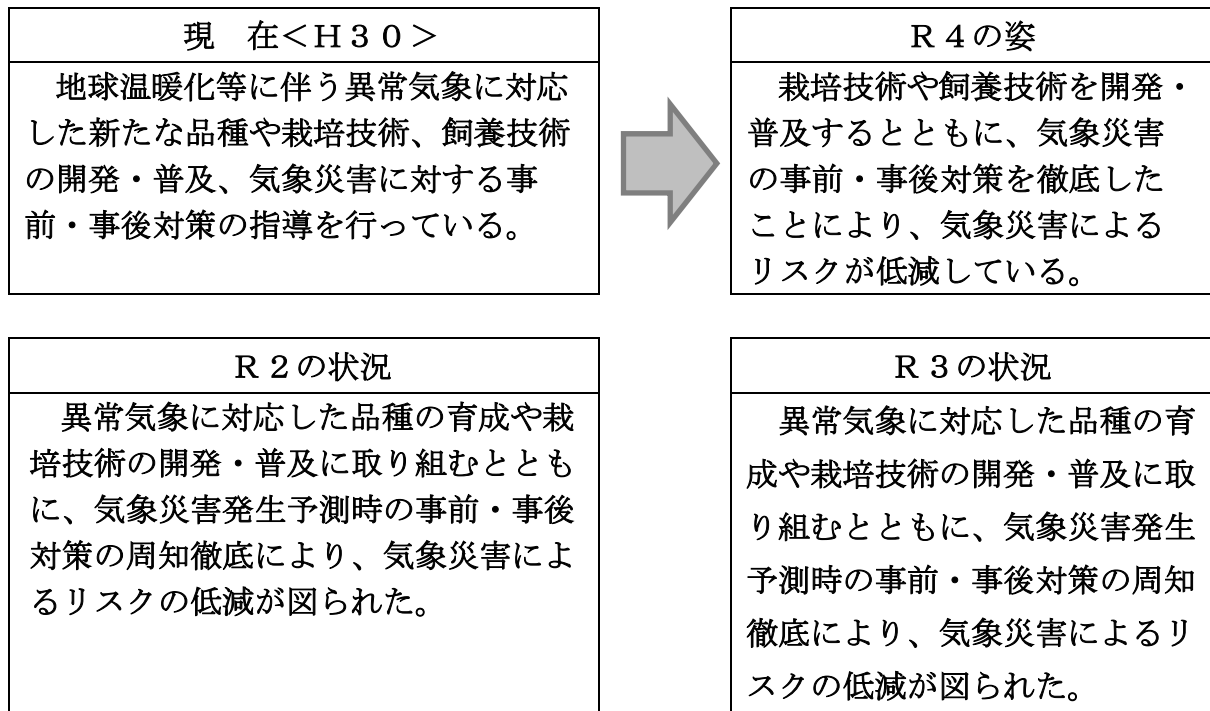 現　在＜Ｈ３０＞
地球温暖化等に伴う異常気象に対応
した新たな品種や栽培技術、飼養技術
の開発・普及、気象災害に対する事
前・事後対策の指導を行っている。
Ｒ４の姿
栽培技術や飼養技術を開発・
普及するとともに、気象災害
の事前・事後対策を徹底した
ことにより、気象災害による
リスクが低減している。
Ｒ２の状況
異常気象に対応した品種の育成や栽
培技術の開発・普及に取り組むととも
に、気象災害発生予測時の事前・事後
対策の周知徹底により、気象災害によ
るリスクの低減が図られた。
Ｒ３の状況
異常気象に対応した品種の育
成や栽培技術の開発・普及に取
り組むとともに、気象災害発生
予測時の事前・事後対策の周知
徹底により、気象災害によるリ
スクの低減が図られた。